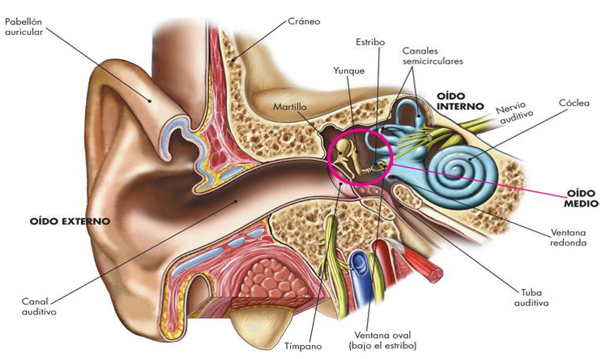 Pabellón
auricular
Cráneo
Estribo
Canales
semicirculares
Yunque
OÍDO
INTERNO
Martillo
Nervio
auditivo
Cóclea
OÍDO EXTERNO
OÍDO
MEDIO
Ventana
redonda
Canal
auditivo
Tuba
auditiva
Tímpano
Ventana oval
(bajo el estribo)